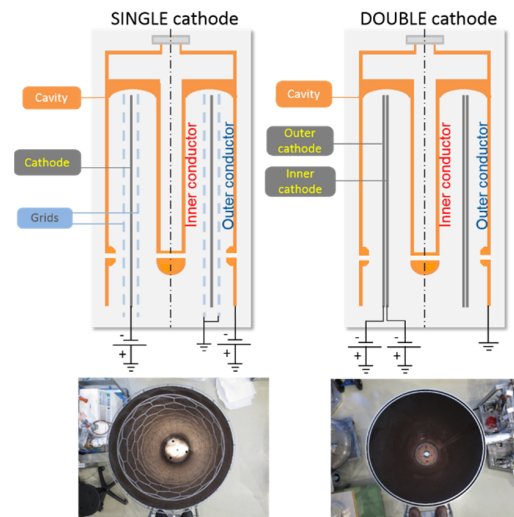 SINGLE cathode
DOUBLE cathode
Cavity
Cathode
Grids
Inner conductor
Outer conductor
-
+
-
+
Cavity
Outer
cathode
Inner
cathode
Inner conductor
Outer conductor
-
+
-
+